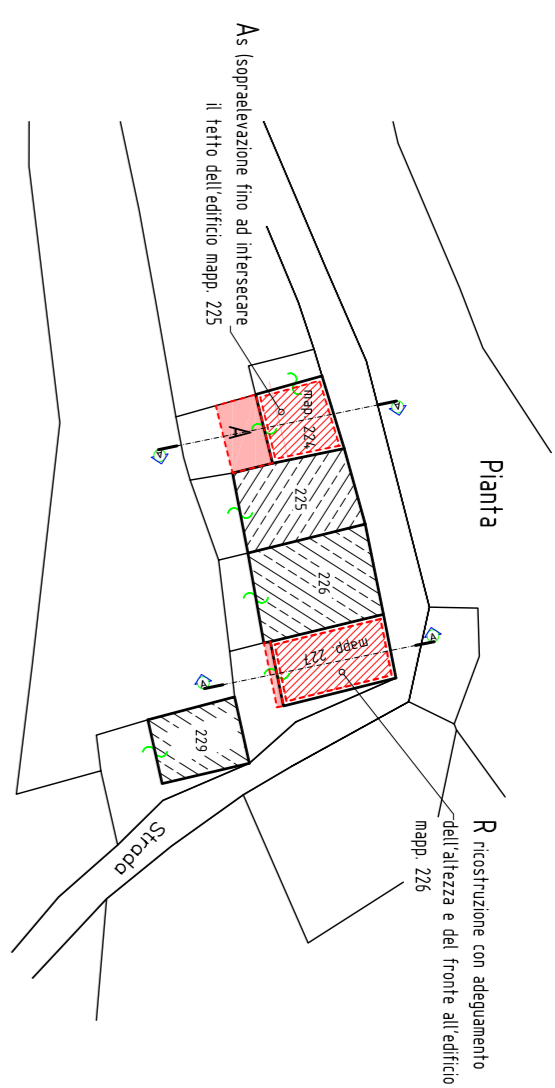 Pianta
As (sopraelevazione fino ad intersecare
il tetto dell'edificio mapp. 225
map. 224
A
225
226
mapp. 227
229
Strada
R ricostruzione con adeguamento
dell'altezza e del fronte all'edificio
mapp. 226
A
A
A
A